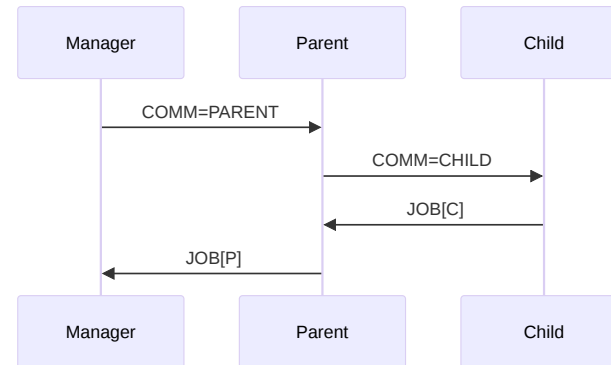 Manager Parent Child
COMM=PARENT
COMM=CHILD
JOB[C]
JOB[P]
Manager Parent Child